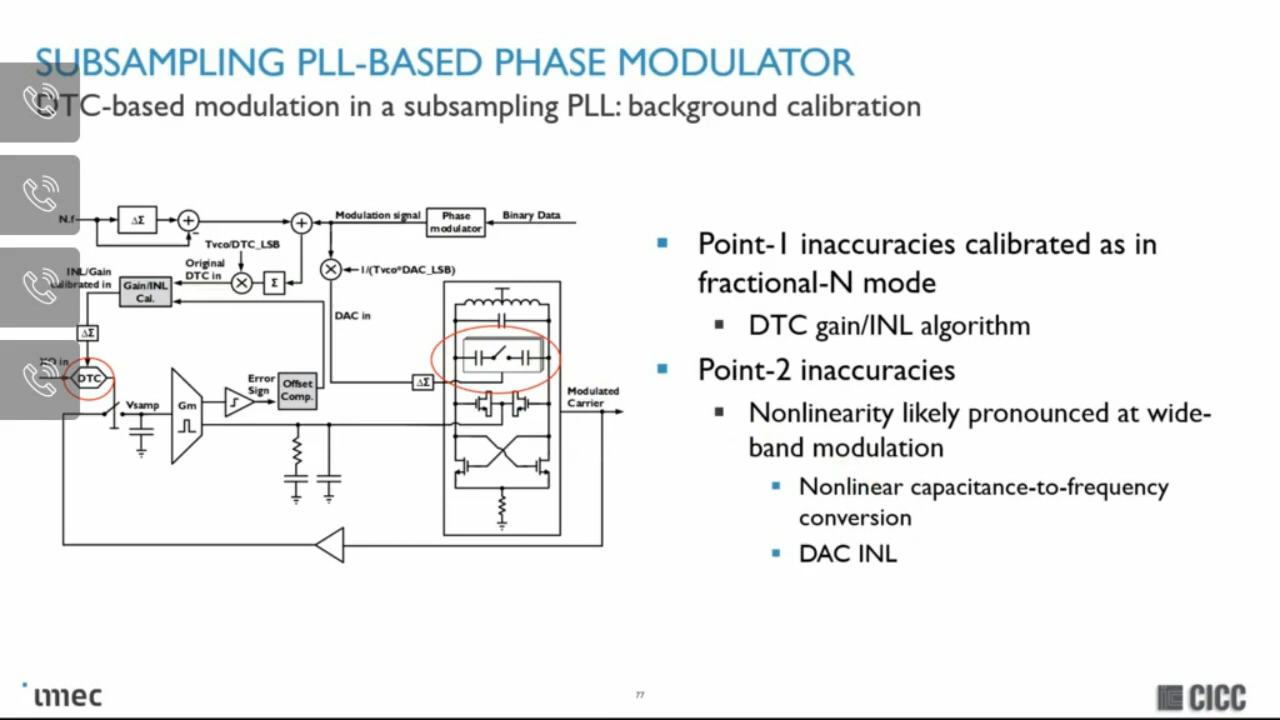 SUBSAMPLING PLL-BASED PHASE MODULATOR
DTC-based modulation in a subsampling PLL: background calibration
N.f
ΔΣ
+
-
+
Modulation signal
Phase
modulator
Binary Data
Tvco/DTC_LSB
Original
DTC in
Σ
1/(Tvco*DAC_LSB)
INL/Gain
calibrated in
Gain/INL
Cal.
DAC in
ΔΣ
XO in
DTC
Vsamp
Gm
Error
Sign
Offset
Comp.
ΔΣ
Modulated
Carrier
Point-1 inaccuracies calibrated as in
fractional-N mode
DTC gain/INL algorithm
Point-2 inaccuracies
Nonlinearity likely pronounced at wide-
band modulation
Nonlinear capacitance-to-frequency
conversion
DAC INL
imec
77
CICC